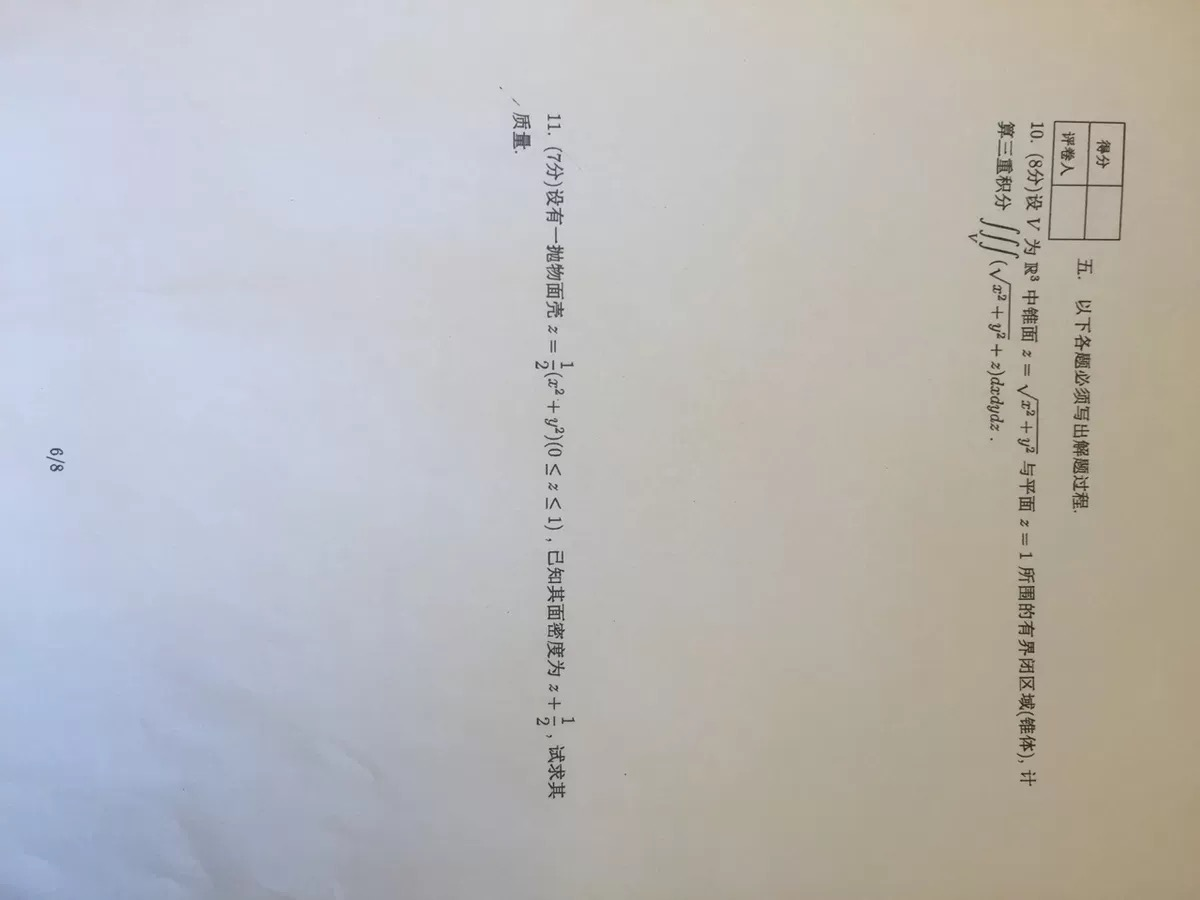 得分
评卷人
五. 以下各题必须写出解题过程.
10. (8分)设 V 为 ℝ³ 中锥面 z = √(x² + y²) 与平面 z = 1 所围的有界闭区域(锥体), 计
算三重积分 ∭_V (√(x² + y²) + z)dxdydz .
11. (7分)设有一抛物面壳 z = 1/2(x² + y²)(0 ≤ z ≤ 1) , 已知其面密度为 z + 1/2 , 试求其
质量.
6/8